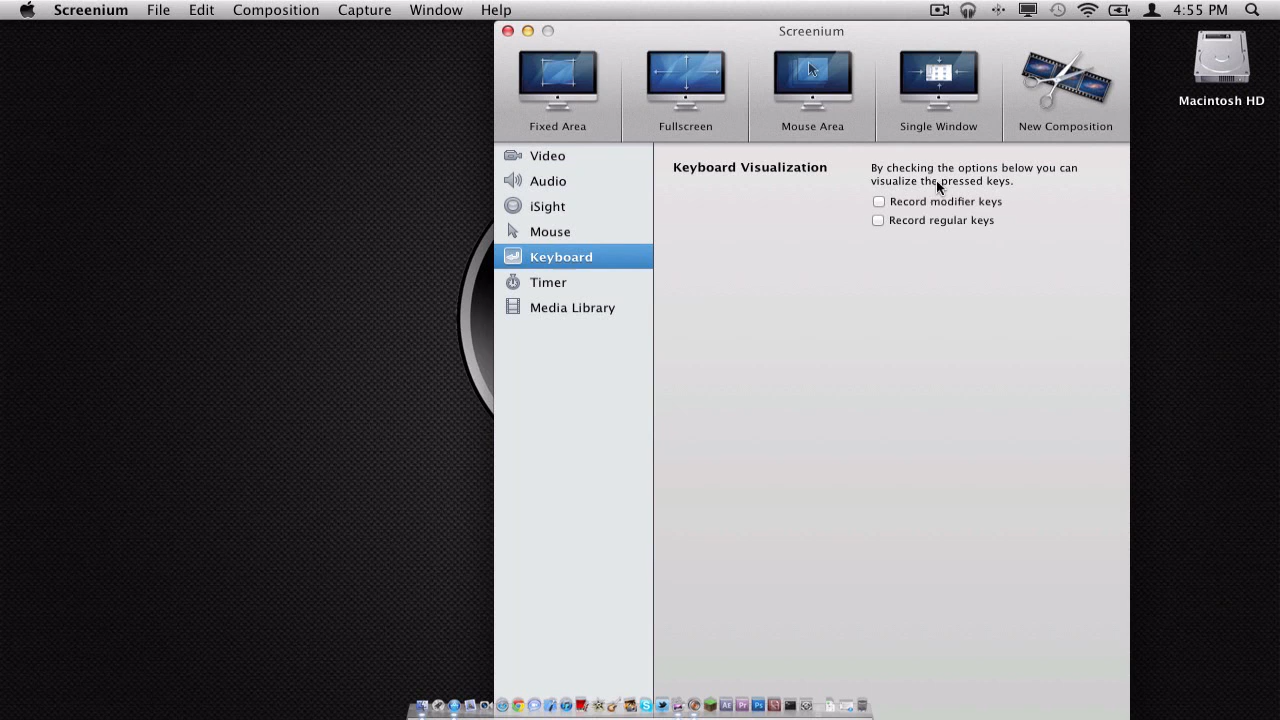 Screenium File Edit Composition Capture Window Help 4:55 PM
Screenium
Macintosh HD
Fixed Area Fullscreen Mouse Area Single Window New Composition
Video
Audio
iSight
Mouse
Keyboard
Timer
Media Library
Keyboard Visualization
By checking the options below you can
visualize the pressed keys.
Record modifier keys
Record regular keys